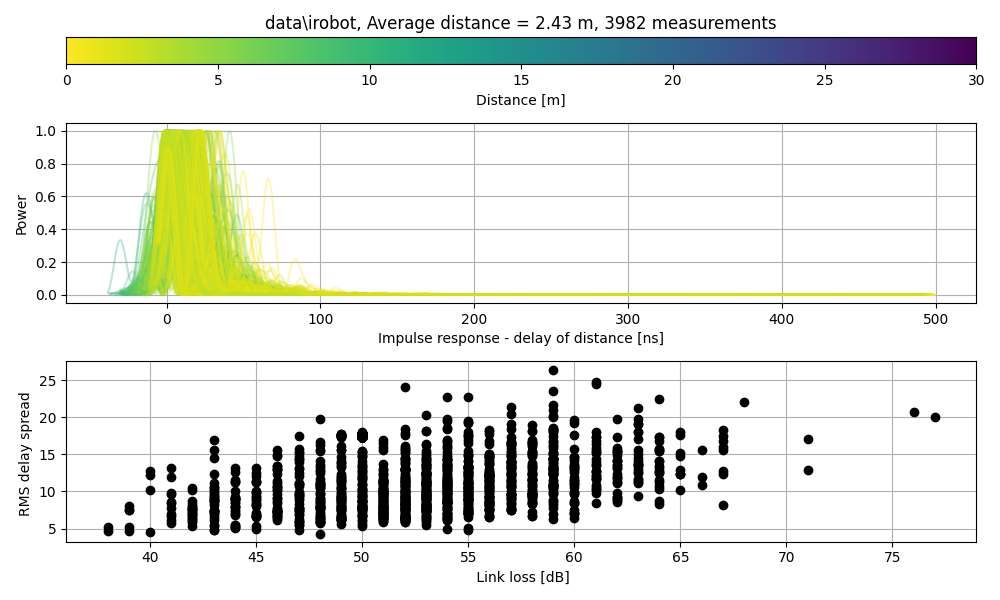 data\irobot, Average distance = 2.43 m, 3982 measurements
0 5 10 15 20 25 30
Distance [m]
1.0
0.8
0.6
0.4
0.2
0.0
Power
0 100 200 300 400 500
Impulse response - delay of distance [ns]
25
20
15
10
5
RMS delay spread
40 45 50 55 60 65 70 75
Link loss [dB]